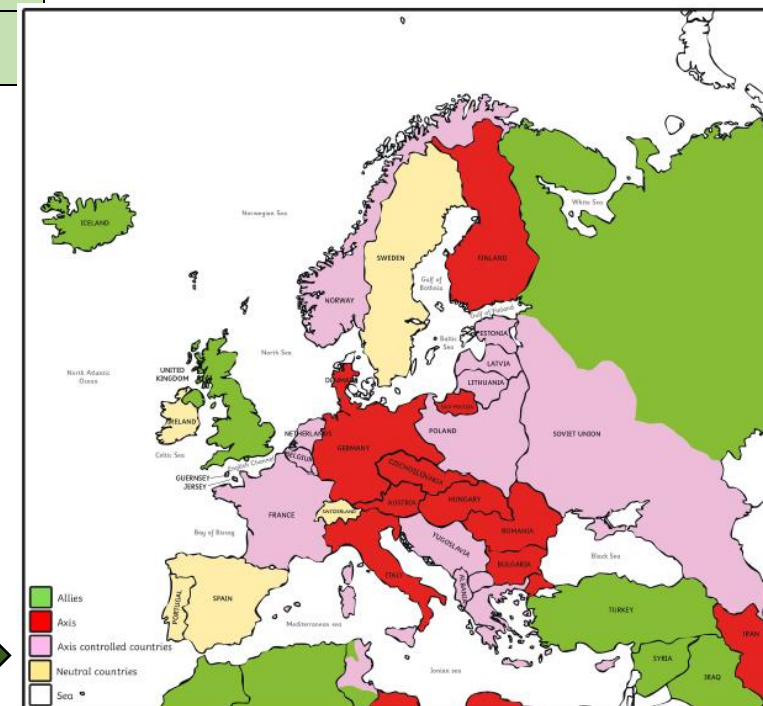 ICELAND
Norwegian Sea
White Sea
SWEDEN
FINLAND
Gulf of
Bothnia
NORWAY
Gulf of Finland
ESTONIA
Baltic
Sea
North Sea
LATVIA
LITHUANIA
North Atlantic
Ocean
UNITED
KINGDOM
DENMARK
EAST PRUSSIA
IRELAND
NETHERLANDS
POLAND
SOVIET UNION
GERMANY
Celtic Sea
English Channel
BELGIUM
GUERNSEY
JERSEY
CZECHOSLOVAKIA
AUSTRIA
HUNGARY
FRANCE
SWITZERLAND
ROMANIA
Bay of Biscay
YUGOSLAVIA
Black Sea
BULGARIA
ITALY
ALBANIA
PORTUGAL
SPAIN
TURKEY
Mediterranean sea
IRAN
SYRIA
Ionian sea
IRAQ
Allies
Axis
Axis controlled countries
Neutral countries
Sea